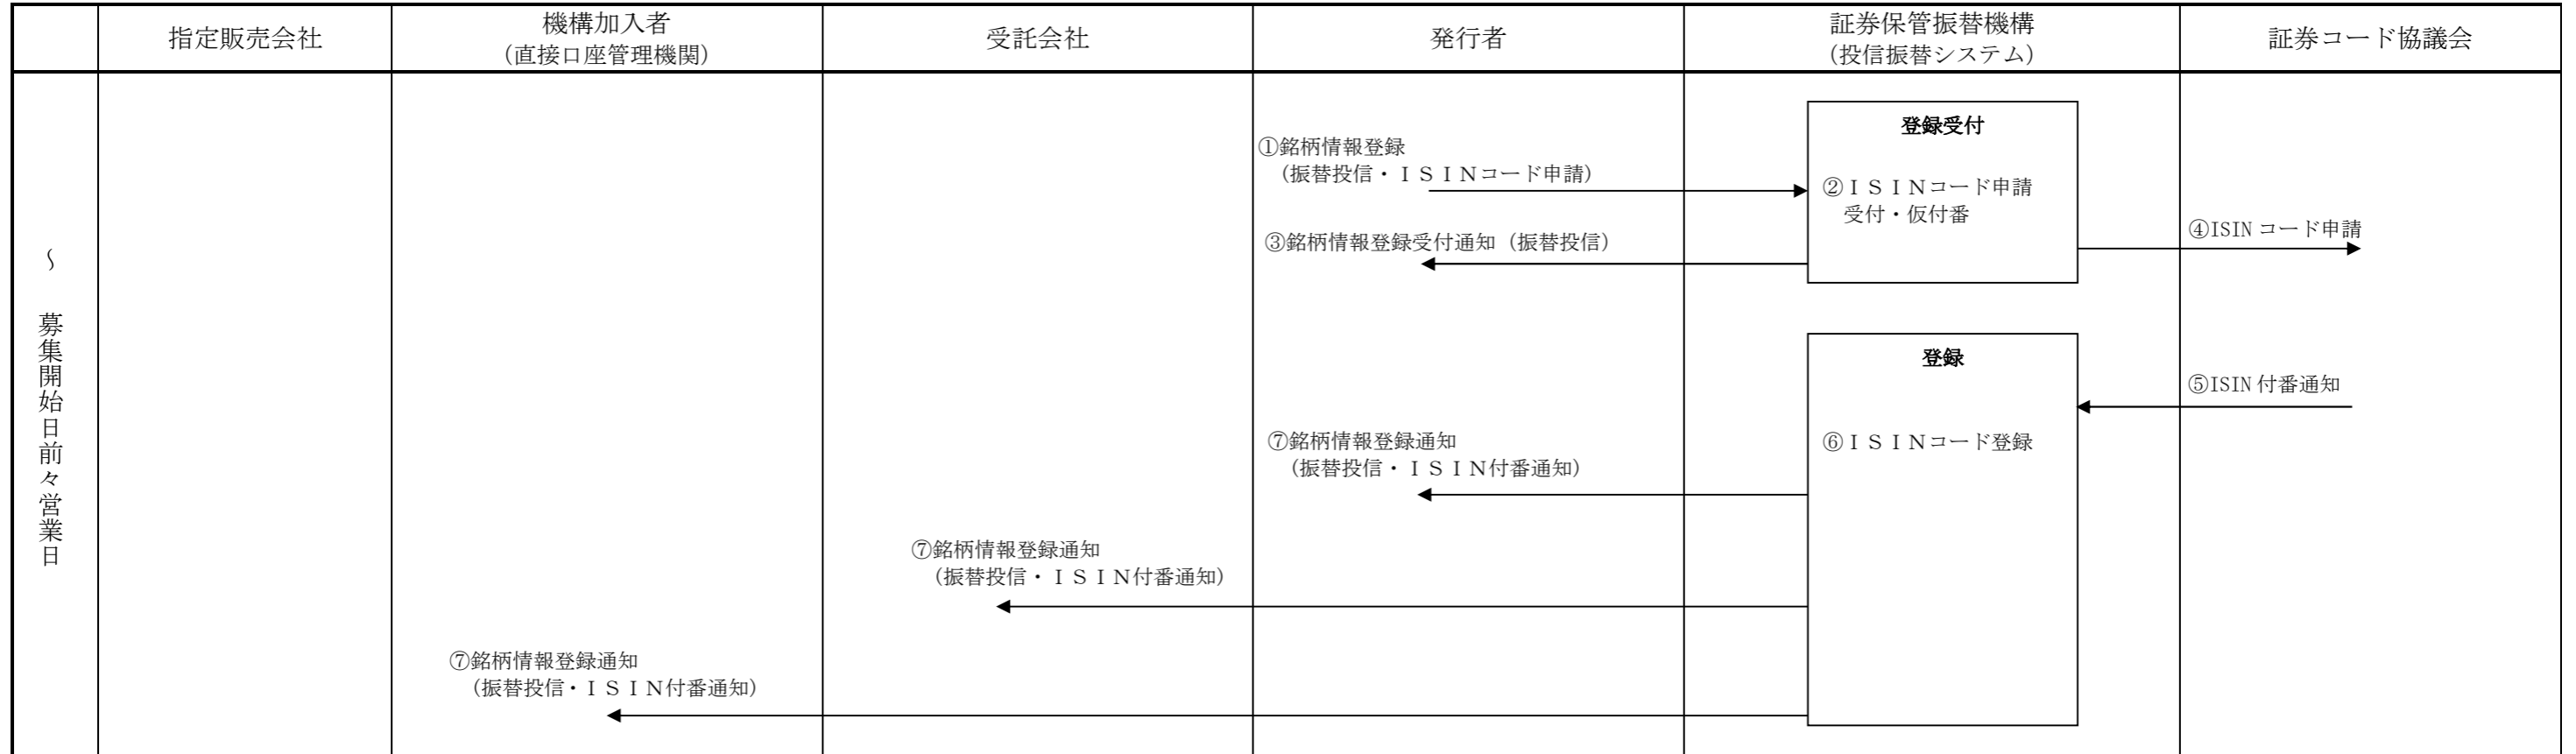 指定販売会社
機構加入者
（直接口座管理機関）
受託会社
発行者
証券保管振替機構
（投信振替システム）
証券コード協議会
～　募集開始日前々営業日
登録受付
①銘柄情報登録
（振替投信・ＩＳＩＮコード申請）
②ＩＳＩＮコード申請
受付・仮付番
③銘柄情報登録受付通知（振替投信）
④ISIN コード申請
登録
⑤ISIN 付番通知
⑥ＩＳＩＮコード登録
⑦銘柄情報登録通知
（振替投信・ＩＳＩＮ付番通知）
⑦銘柄情報登録通知
（振替投信・ＩＳＩＮ付番通知）
⑦銘柄情報登録通知
（振替投信・ＩＳＩＮ付番通知）